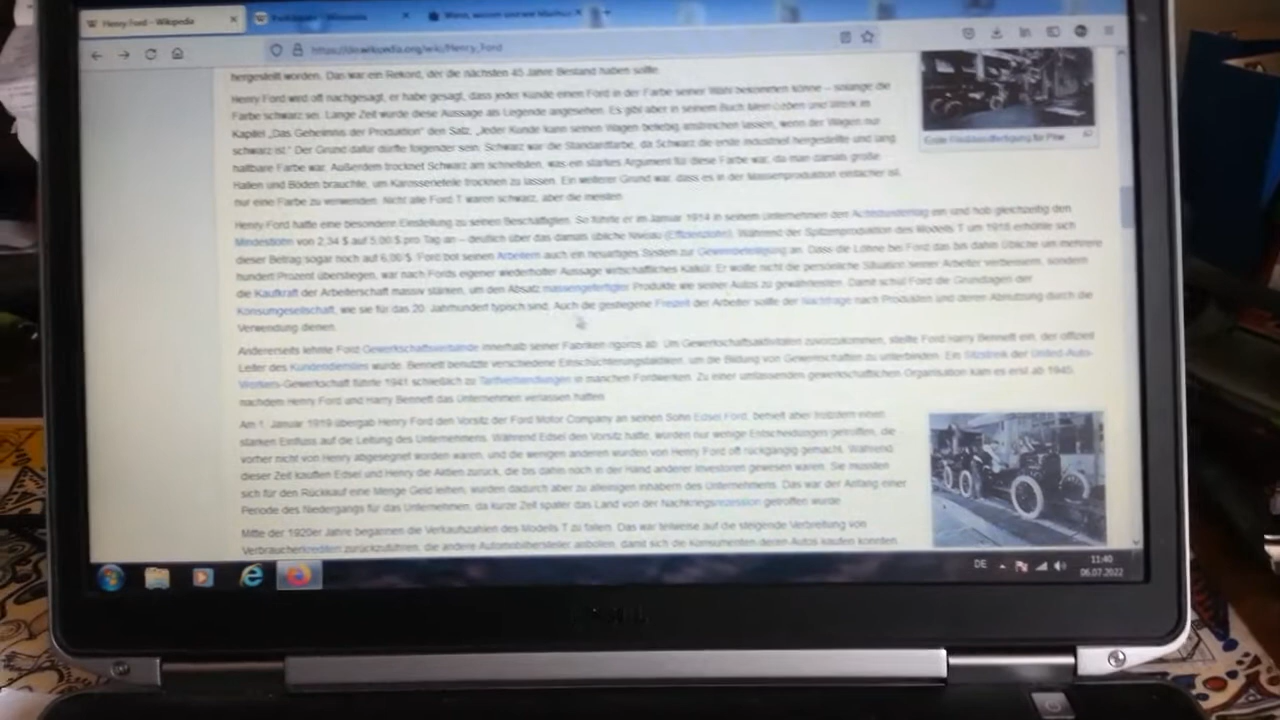 Henry Ford – Wikipedia
https://de.wikipedia.org/wiki/Henry_Ford
hergestellt worden. Das war ein Rekord, der die nächsten 45 Jahre Bestand haben sollte.
Henry Ford wird oft nachgesagt, er habe gesagt, dass jeder Kunde einen Ford in der Farbe seiner Wahl bekommen könne – solange die
Farbe schwarz sei. Lange Zeit wurde diese Aussage als Legende angesehen. Es gibt aber in seinem Buch Mein Leben und Werk im
Kapitel „Das Geheimnis der Produktion“ den Satz: „Jeder Kunde kann seinen Wagen beliebig anstreichen lassen, wenn der Wagen nur
schwarz ist.“ Der Grund dafür dürfte folgender sein: Schwarz war die Standardfarbe, da Schwarz die erste industriell hergestellte und lang
haltbare Farbe war. Außerdem trocknet Schwarz am schnellsten, was ein starkes Argument für diese Farbe war, da man damals große
Hallen und Böden brauchte, um Karosserieteile trocknen zu lassen. Ein weiterer Grund war, dass es in der Massenproduktion einfacher ist,
nur eine Farbe zu verwenden. Nicht alle Ford T waren schwarz, aber die meisten.
Erste Fließbandfertigung für Pkw
Henry Ford hatte eine besondere Einstellung zu seinen Beschäftigten. So führte er im Januar 1914 in seinem Unternehmen den Achtstundentag ein und hob gleichzeitig den
Mindestlohn von 2,34 $ auf 5,00 $ pro Tag an – deutlich über das damals übliche Niveau (Effizienzlohn). Während der Spitzenproduktion des Modells T um 1918 erhöhte sich
dieser Betrag sogar noch auf 6,00 $. Ford bot seinen Arbeitern auch ein neuartiges System zur Gewinnbeteiligung an. Dass die Löhne bei Ford das bis dahin Übliche um mehrere
hundert Prozent überstiegen, war nach Fords eigener wiederholter Aussage wirtschaftliches Kalkül. Er wollte nicht die persönliche Situation seiner Arbeiter verbessern, sondern
die Kaufkraft der Arbeiterschaft massiv stärken, um den Absatz massengefertigter Produkte wie seiner Autos zu gewährleisten. Damit schuf Ford die Grundlagen der
Konsumgesellschaft, wie sie für das 20. Jahrhundert typisch sind. Auch die gestiegene Freizeit der Arbeiter sollte der Nachfrage nach Produkten und deren Abnutzung durch die
Verwendung dienen.
Andererseits lehnte Ford Gewerkschaftsverbände innerhalb seiner Fabriken rigoros ab. Um Gewerkschaftsaktivitäten zuvorzukommen, stellte Ford Harry Bennett ein, der offiziell
Leiter des Kundendienstes wurde. Bennett benutzte verschiedene Einschüchterungstaktiken, um die Bildung von Gewerkschaften zu unterbinden. Ein Sitzstreik der United-Auto-
Workers-Gewerkschaft führte 1941 schließlich zu Tarifverhandlungen in manchen Fordwerken. Zu einer umfassenden gewerkschaftlichen Organisation kam es erst ab 1945,
nachdem Henry Ford und Harry Bennett das Unternehmen verlassen hatten.
Am 1. Januar 1919 übergab Henry Ford den Vorsitz der Ford Motor Company an seinen Sohn Edsel Ford, behielt aber trotzdem einen
starken Einfluss auf die Leitung des Unternehmens. Während Edsel den Vorsitz hatte, wurden nur wenige Entscheidungen getroffen, die
vorher nicht von Henry abgesegnet worden waren, und die wenigen anderen wurden von Henry Ford oft rückgängig gemacht. Während
dieser Zeit kauften Edsel und Henry die Aktien zurück, die bis dahin noch in der Hand anderer Investoren gewesen waren. Sie mussten
sich für den Rückkauf eine Menge Geld leihen, wurden dadurch aber zu alleinigen Inhabern des Unternehmens. Das war der Anfang einer
Periode des Niedergangs für das Unternehmen, da kurze Zeit später das Land von der Nachkriegsrezession getroffen wurde.
Mitte der 1920er Jahre begannen die Verkaufszahlen des Modells T zu fallen. Das war teilweise auf die steigende Verbreitung von
Verbraucherkrediten zurückzuführen, die andere Automobilhersteller anboten, damit sich die Konsumenten deren Autos kaufen konnten.
DE
11:40
06.07.2022
DELL